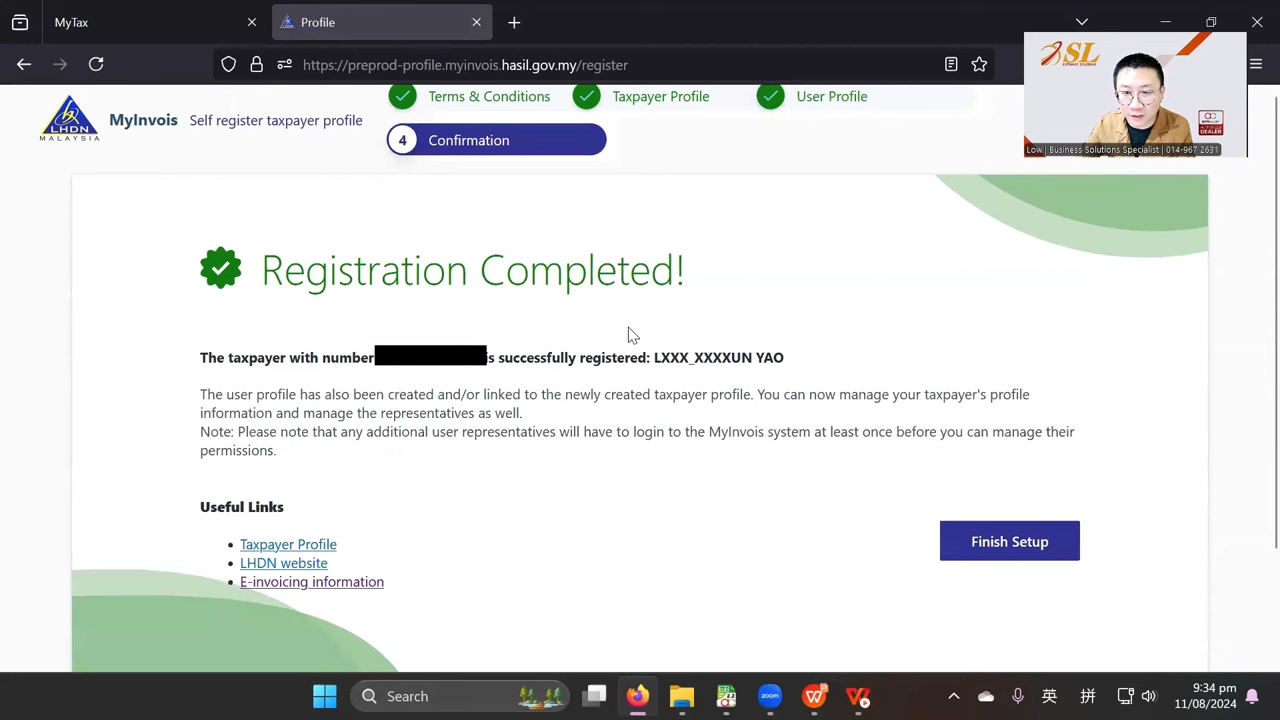 MyTax
Profile
https://preprod-profile.myinvois.hasil.gov.my/register
SL
Low | Business Solutions Specialist | 014-967 2631
LHDN
MALAYSIA
MyInvois Self register taxpayer profile
Terms & Conditions
Taxpayer Profile
User Profile
4 Confirmation
Registration Completed!
The taxpayer with number is successfully registered: LXXX_XXXXUN YAO
The user profile has also been created and/or linked to the newly created taxpayer profile. You can now manage your taxpayer's profile
information and manage the representatives as well.
Note: Please note that any additional user representatives will have to login to the MyInvois system at least once before you can manage their
permissions.
Useful Links
Taxpayer Profile
LHDN website
E-invoicing information
Finish Setup
Search
zoom
英
拼
9:34 pm
11/08/2024